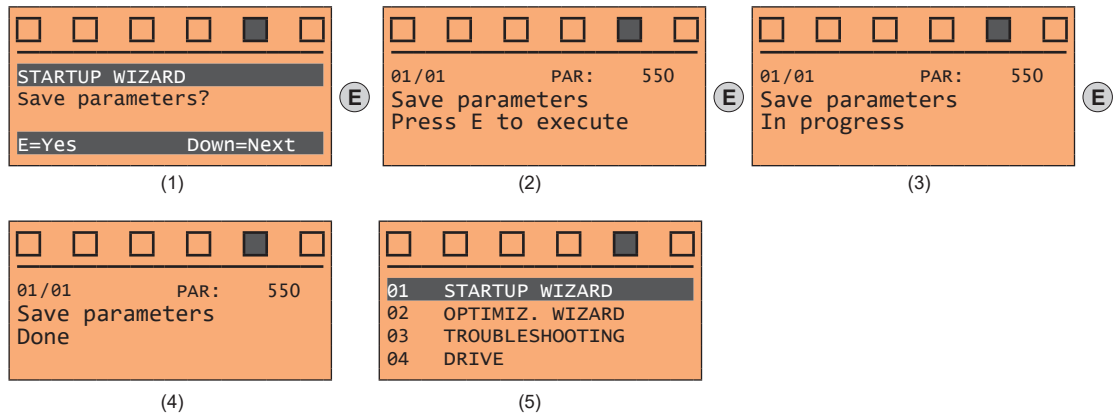 STARTUP WIZARD
Save parameters?
E=Yes Down=Next
(1)
E
01/01 PAR: 550
Save parameters
Press E to execute
(2)
E
01/01 PAR: 550
Save parameters
In progress
(3)
E
01/01 PAR: 550
Save parameters
Done
(4)
01 STARTUP WIZARD
02 OPTIMIZ. WIZARD
03 TROUBLESHOOTING
04 DRIVE
(5)